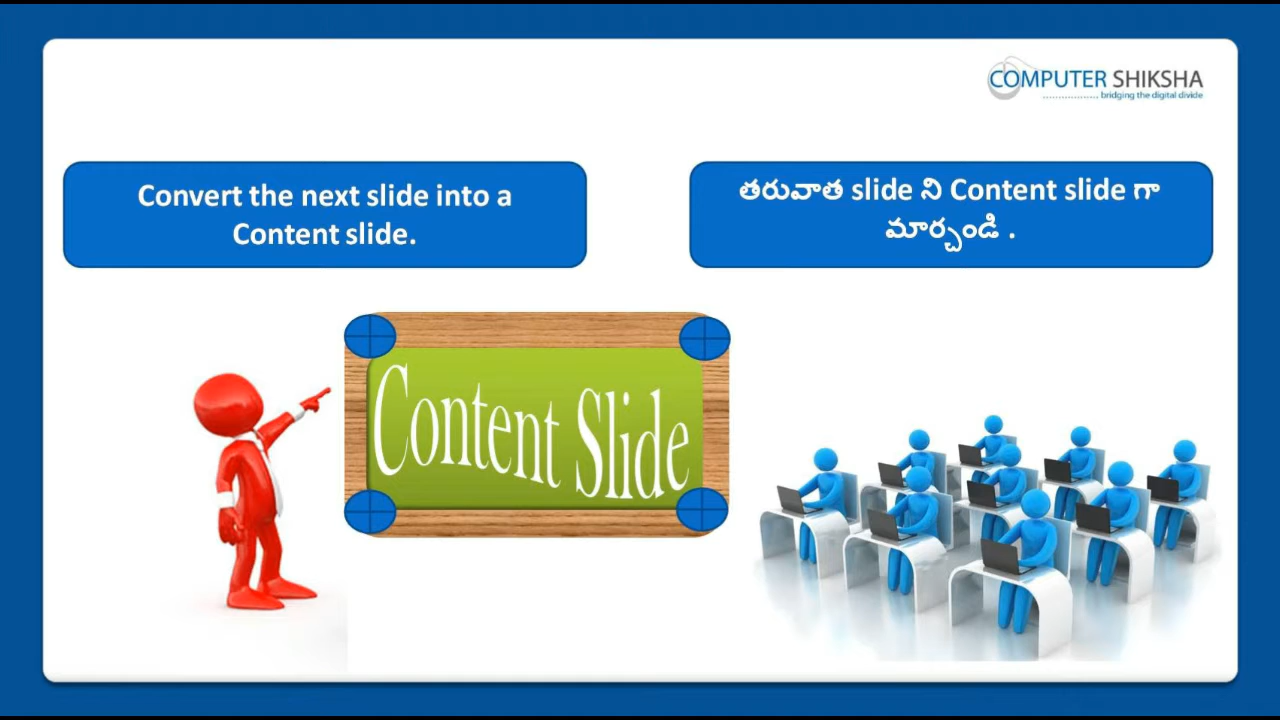 COMPUTER SHIKSHA
.................... bridging the digital divide
Convert the next slide into a
Content slide.
తరువాత slide ని Content slide గా
మార్చండి .
Content Slide